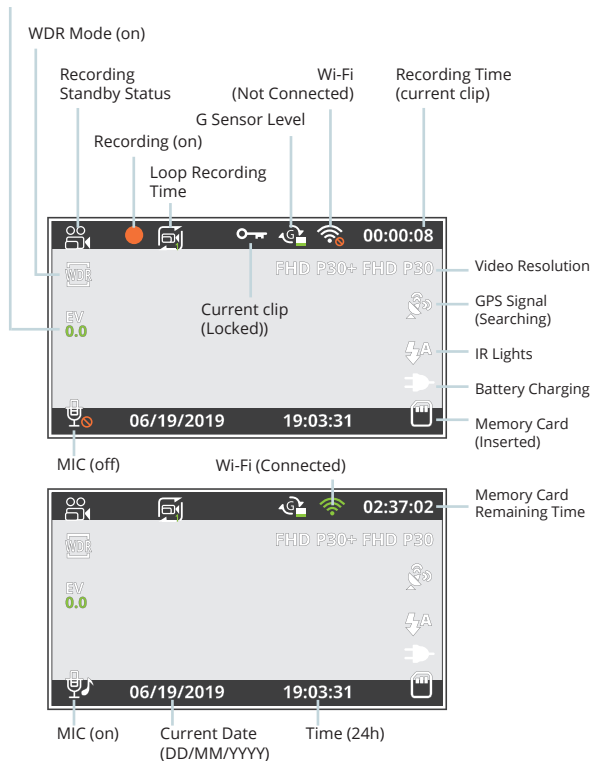 WDR Mode (on)
Recording
Standby Status
Wi-Fi
(Not Connected)
Recording Time
(current clip)
G Sensor Level
Recording (on)
Loop Recording
Time
G
00:00:08
WDR
FHD P30+ FHD P30
Video Resolution
Current clip
(Locked))
GPS Signal
(Searching)
EV
0.0
A
IR Lights
Battery Charging
06/19/2019
19:03:31
Memory Card
(Inserted)
MIC (off)
Wi-Fi (Connected)
G
02:37:02
Memory Card
Remaining Time
WDR
FHD P30+ FHD P30
EV
0.0
A
06/19/2019
19:03:31
MIC (on)
Current Date
(DD/MM/YYYY)
Time (24h)